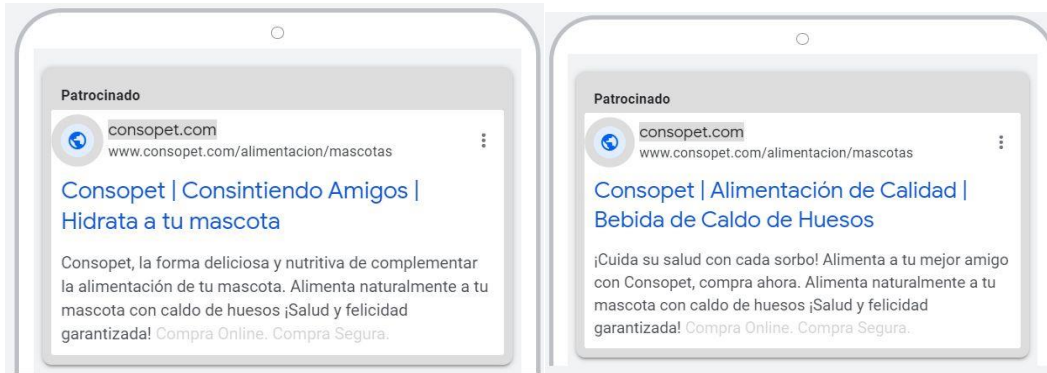 Patrocinado
consopet.com
www.consopet.com/alimentacion/mascotas
Consopet | Consintiendo Amigos |
Hidrata a tu mascota
Consopet, la forma deliciosa y nutritiva de complementar
la alimentación de tu mascota. Alimenta naturalmente a tu
mascota con caldo de huesos ¡Salud y felicidad
garantizada! Compra Online. Compra Segura.
Patrocinado
consopet.com
www.consopet.com/alimentacion/mascotas
Consopet | Alimentación de Calidad |
Bebida de Caldo de Huesos
¡Cuida su salud con cada sorbo! Alimenta a tu mejor amigo
con Consopet, compra ahora. Alimenta naturalmente a tu
mascota con caldo de huesos ¡Salud y felicidad
garantizada! Compra Online. Compra Segura.